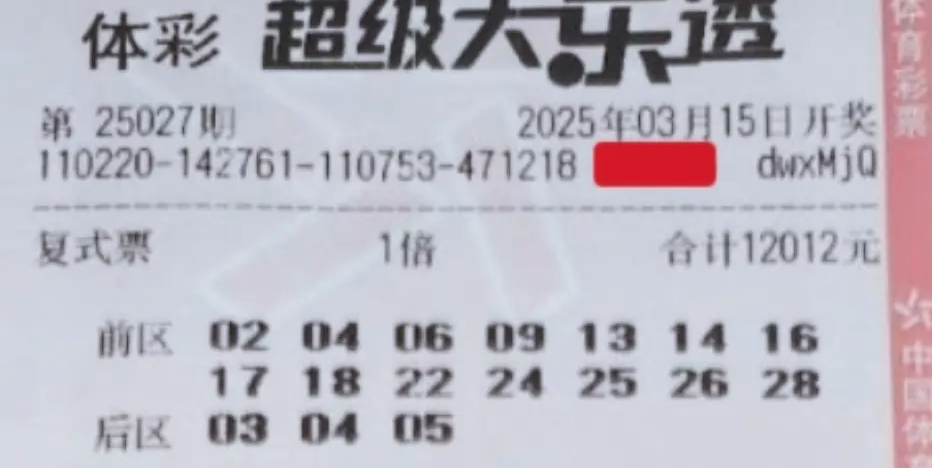 体彩 超级大乐透
第 25027期 2025年03月15日开奖
110220-142761-110753-471218 dwxMjQ
复式票 1倍 合计12012元
前区 02 04 06 09 13 14 16
17 18 22 24 25 26 28
后区 03 04 05
体育彩票
中国体